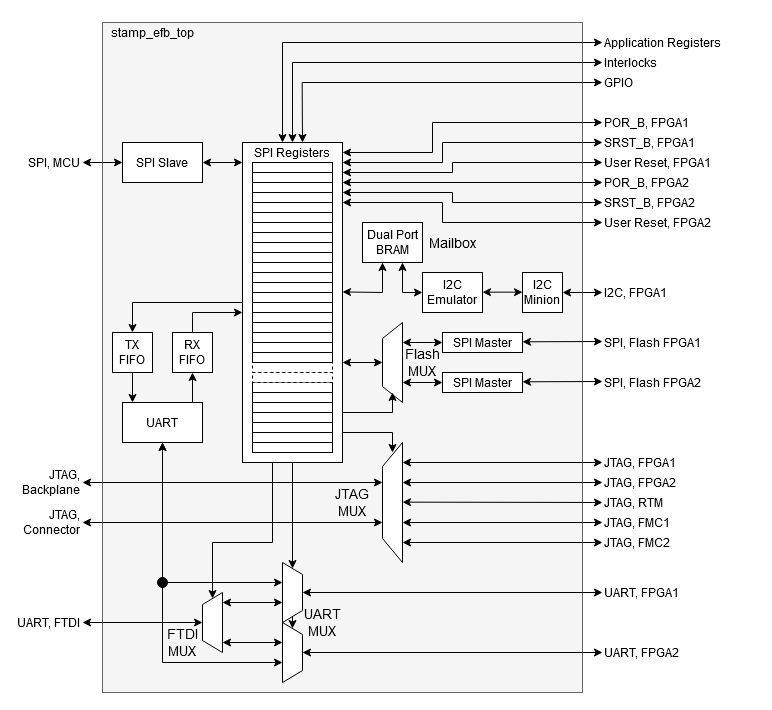 stamp_efb_top
Application Registers
Interlocks
GPIO
SPI, MCU
SPI Slave
SPI Registers
POR_B, FPGA1
SRST_B, FPGA1
User Reset, FPGA1
POR_B, FPGA2
SRST_B, FPGA2
User Reset, FPGA2
Dual Port
BRAM
Mailbox
I2C
Emulator
I2C
Minion
I2C, FPGA1
TX
FIFO
RX
FIFO
UART
Flash
MUX
SPI Master
SPI, Flash FPGA1
SPI Master
SPI, Flash FPGA2
JTAG,
Backplane
JTAG,
Connector
JTAG
MUX
JTAG, FPGA1
JTAG, FPGA2
JTAG, RTM
JTAG, FMC1
JTAG, FMC2
UART, FTDI
FTDI
MUX
UART
MUX
UART, FPGA1
UART, FPGA2